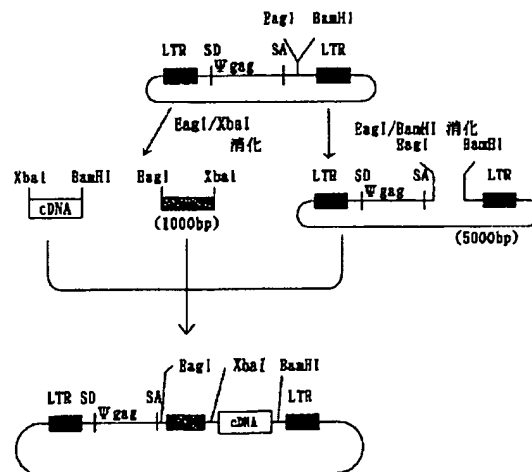 EagI BamHI
LTR SD SA LTR
Ψgag
EagI/XbaI
消化
EagI/BamHI 消化
EagI BamHI
XbaI BamHI EagI XbaI
cDNA
(1000bp)
LTR SD SA LTR
Ψgag
(5000bp)
EagI XbaI BamHI
LTR SD SA LTR
Ψgag
cDNA